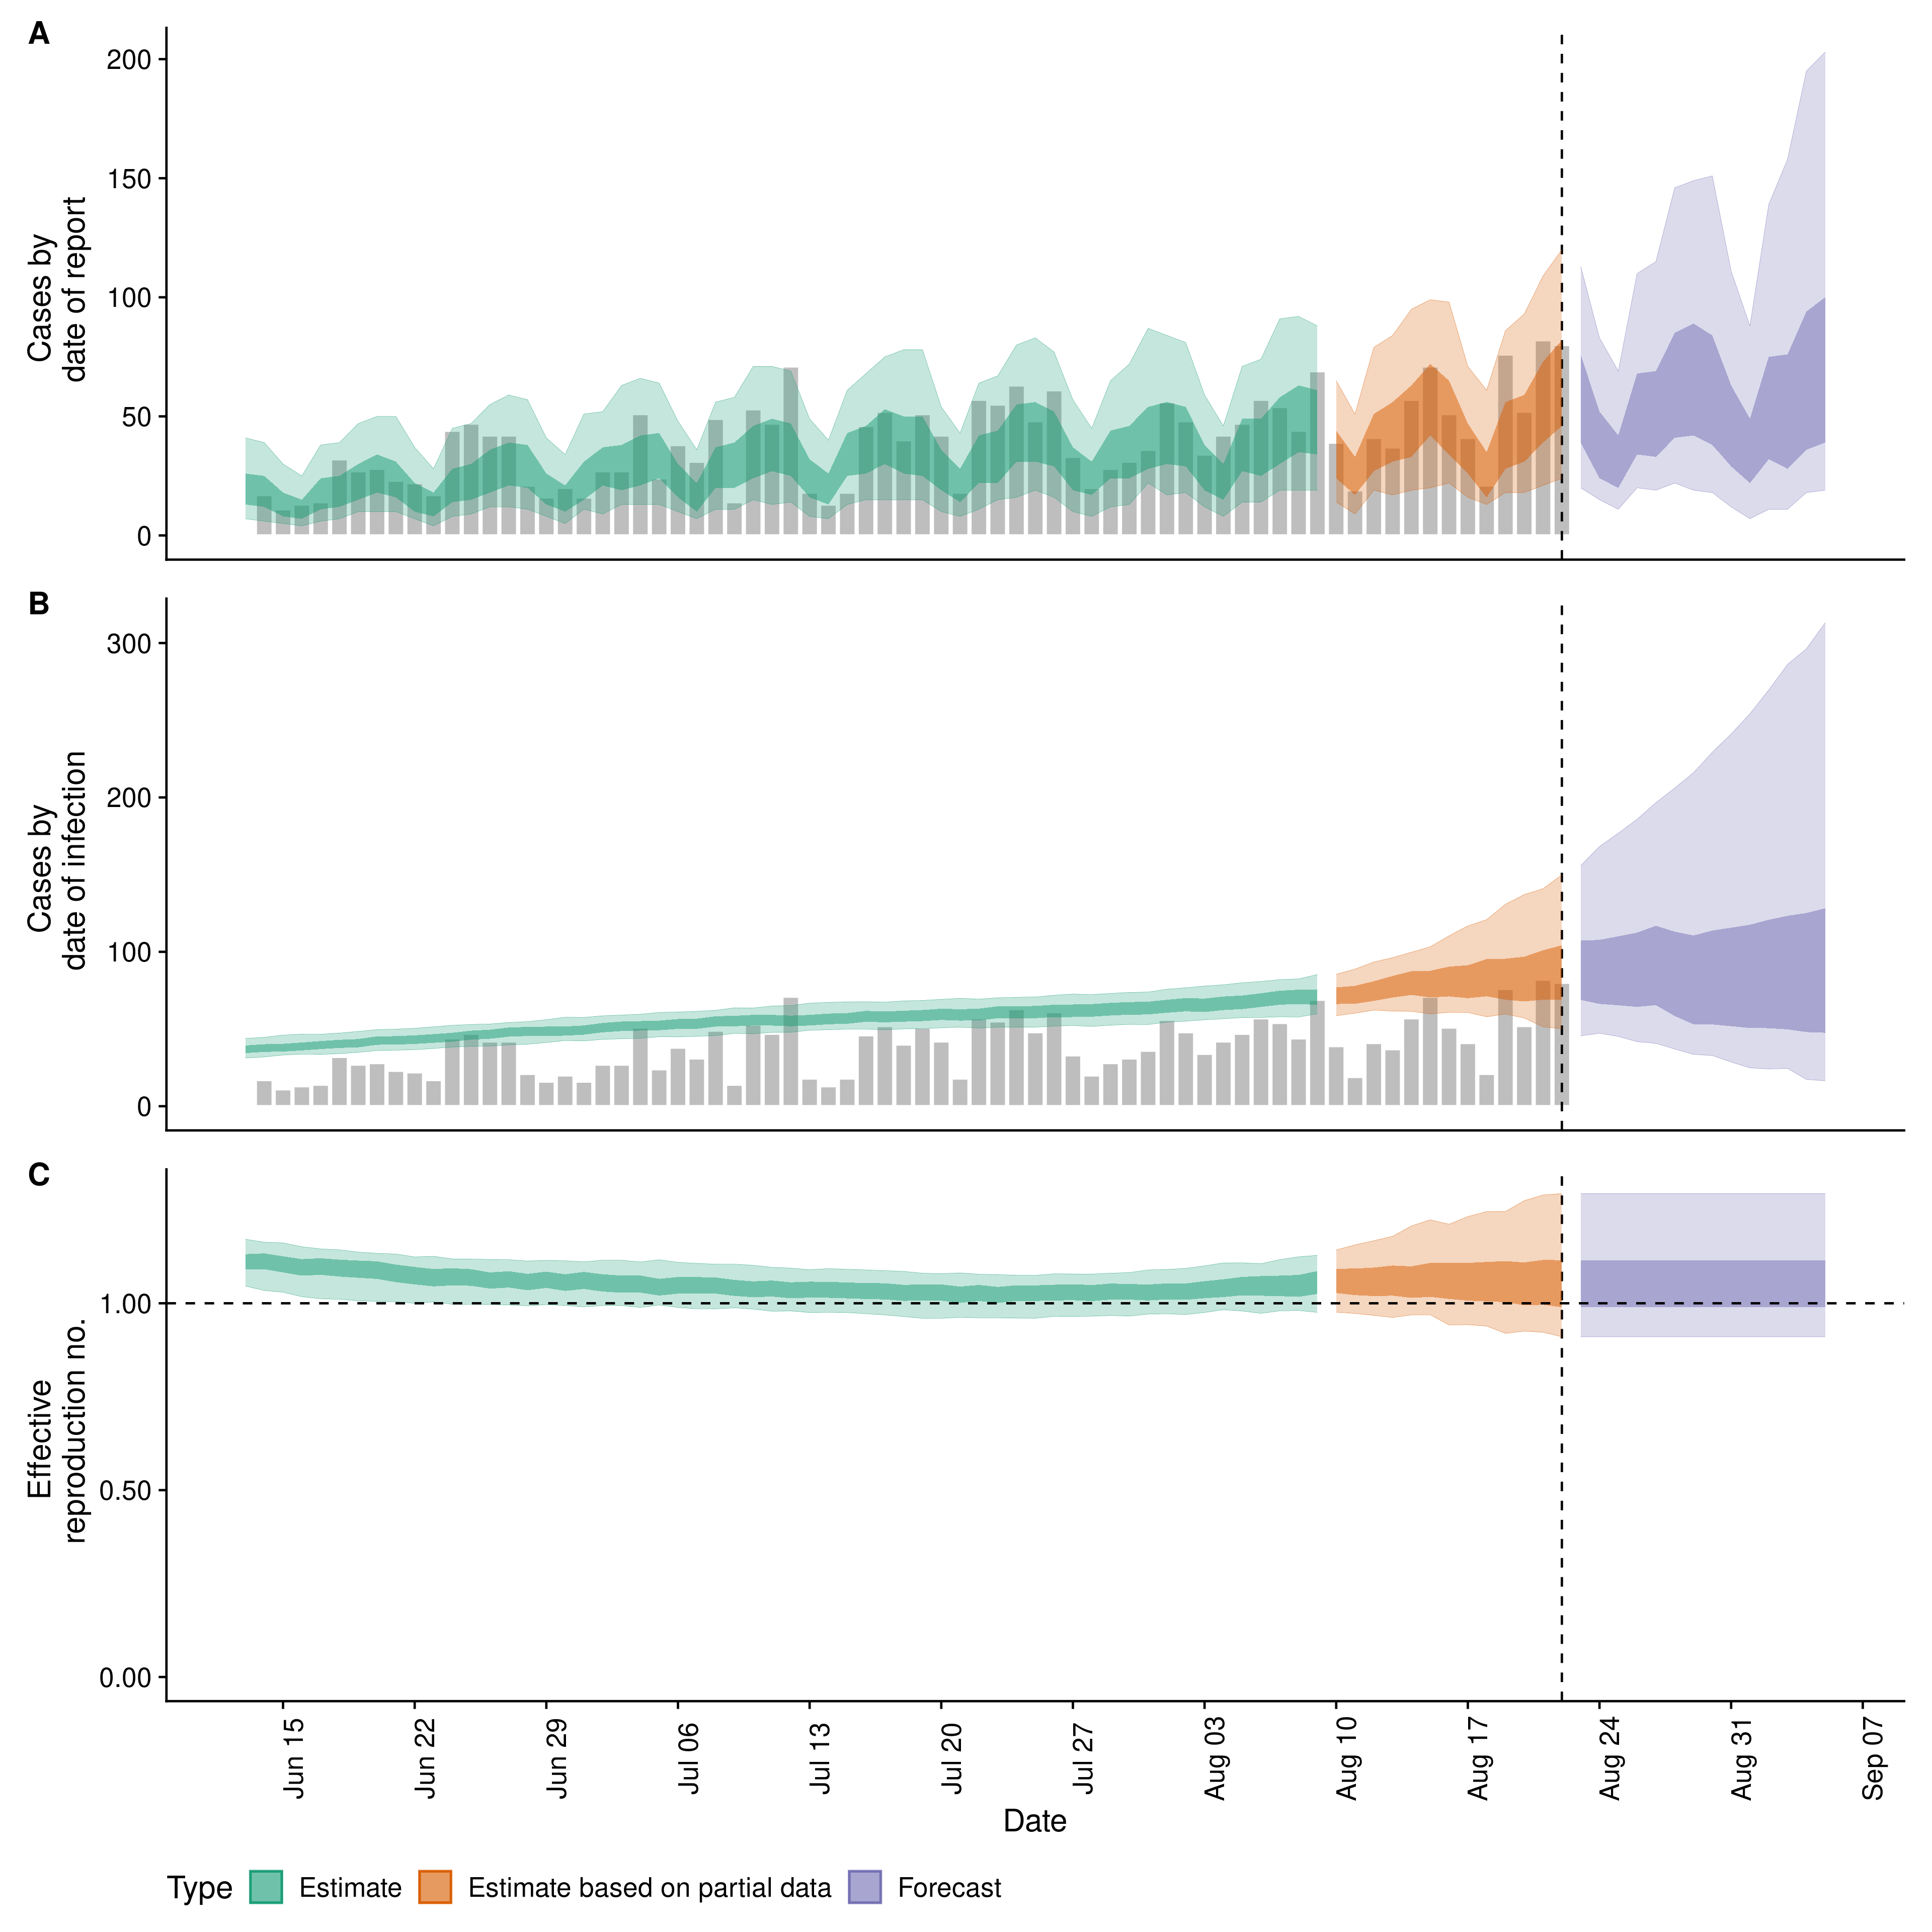 A
200
150
100
50
0
Cases by
date of report
B
300
200
100
0
Cases by
date of infection
C
1.00
0.50
0.00
Effective
reproduction no.
Jun 15
Jun 22
Jun 29
Jul 06
Jul 13
Jul 20
Jul 27
Aug 03
Aug 10
Aug 17
Aug 24
Aug 31
Sep 07
Date
Type Estimate Estimate based on partial data Forecast